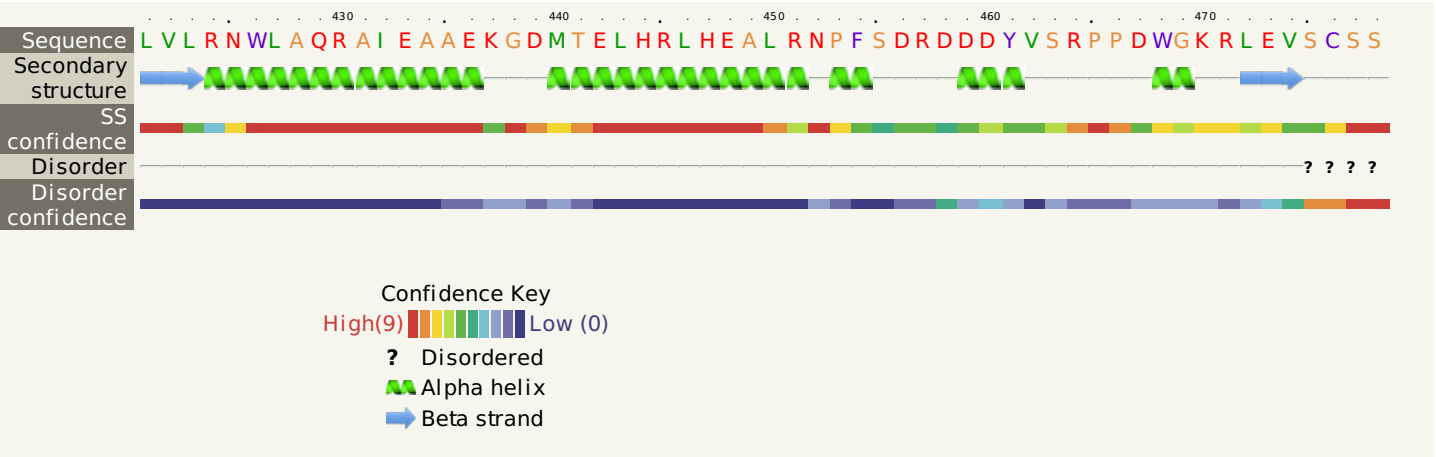 430 440 450 460 470
Sequence L V L R N W L A Q R A I E A A E K G D M T E L H R L H E A L R N P F S D R D D D Y V S R P P D W G K R L E V S C S S
Secondary
structure
SS
confidence
Disorder ? ? ? ?
Disorder
confidence
Confidence Key
High(9) Low (0)
? Disordered
Alpha helix
Beta strand